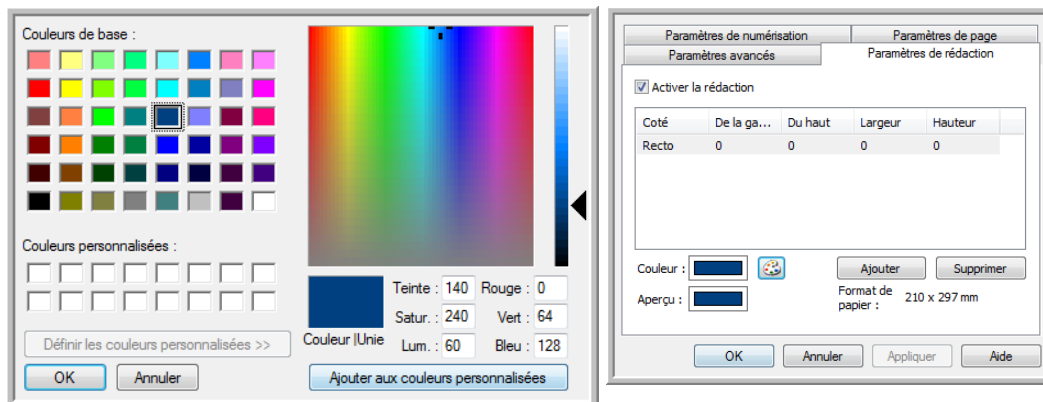 Couleurs de base :
Couleurs personnalisées :
Définir les couleurs personnalisées >>
OK Annuler
Teinte : 140 Rouge : 0
Satur. : 240 Vert : 64
Couleur |Unie Lum. : 60 Bleu : 128
Ajouter aux couleurs personnalisées
Paramètres de numérisation Paramètres de page
Paramètres avancés Paramètres de rédaction
Activer la rédaction
Coté De la ga... Du haut Largeur Hauteur
Recto 0 0 0 0
Couleur : Ajouter Supprimer
Aperçu : Format de papier : 210 x 297 mm
OK Annuler Appliquer Aide